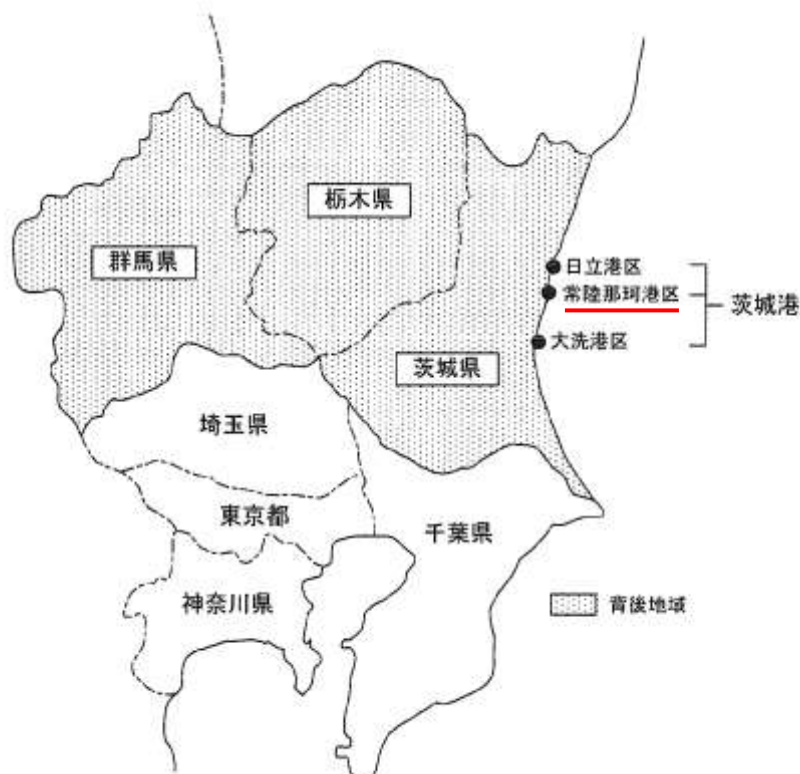 栃木県
群馬県
日立港区
常陸那珂港区
茨城港
大洗港区
茨城県
埼玉県
東京都
千葉県
神奈川県
背後地域